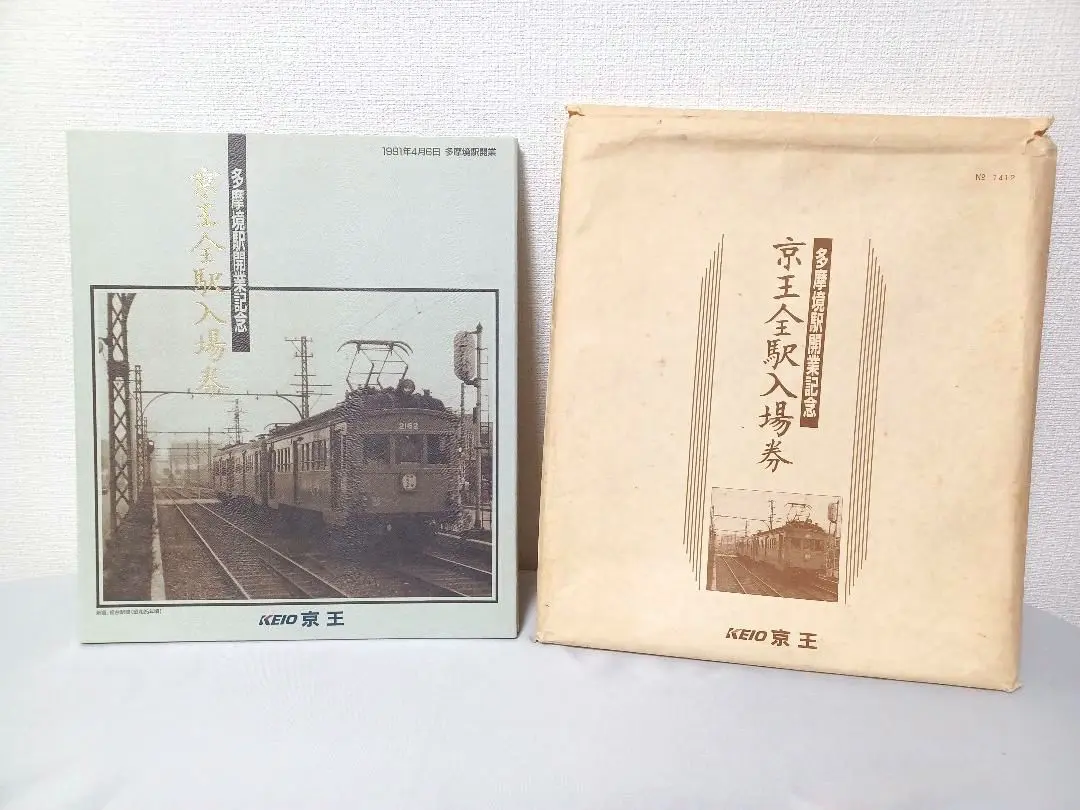 1991年4月6日 多摩境駅開業
多摩境駅開業記念
京王全駅入場券
2162
KEIO 京王
№ 7412
多摩境駅開業記念
京王全駅入場券
KEIO 京王